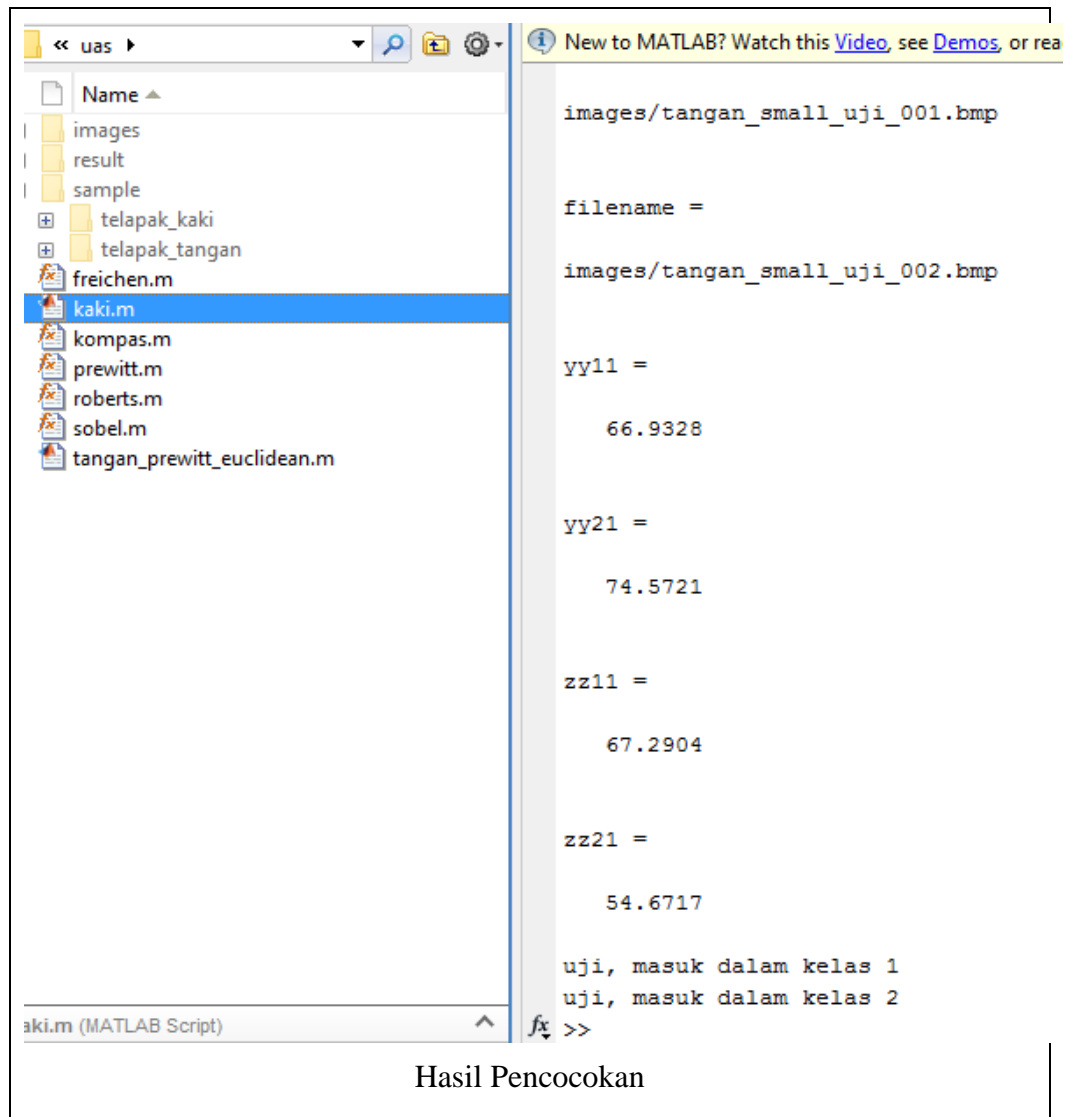 « uas
Name
images
result
sample
telapak_kaki
telapak_tangan
freichen.m
kaki.m
kompas.m
prewitt.m
roberts.m
sobel.m
tangan_prewitt_euclidean.m
aki.m (MATLAB Script)
New to MATLAB? Watch this Video, see Demos, or rea
images/tangan_small_uji_001.bmp
filename =
images/tangan_small_uji_002.bmp
yy11 =
66.9328
yy21 =
74.5721
zz11 =
67.2904
zz21 =
54.6717
uji, masuk dalam kelas 1
uji, masuk dalam kelas 2
fx >>
Hasil Pencocokan